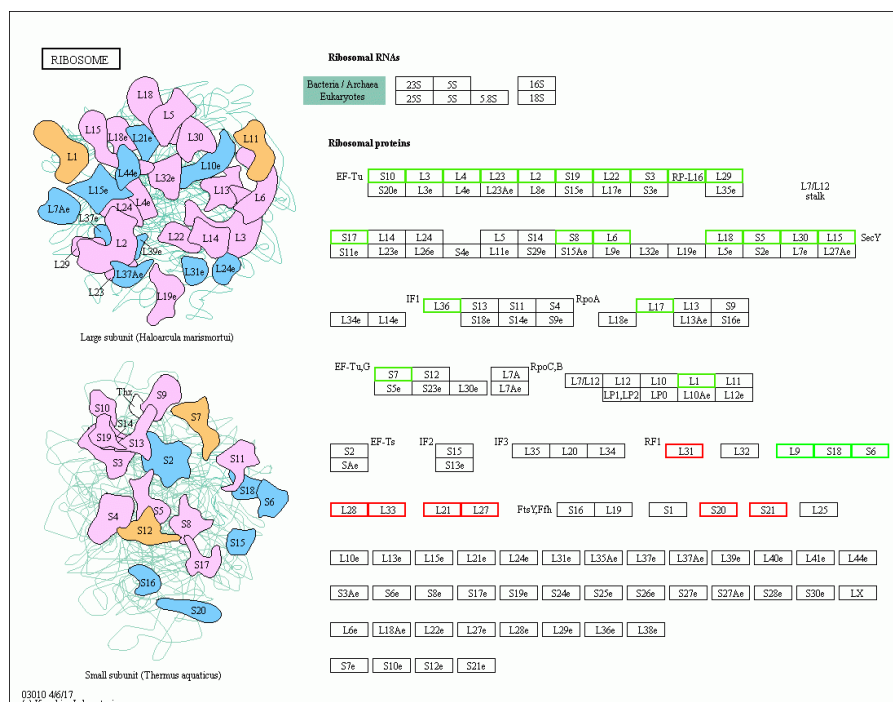 RIBOSOME
Ribosomal RNAs
Bacteria / Archaea 23S 5S 16S
Eukaryotes 25S 5S 5.8S 18S
Ribosomal proteins
EF-Tu S10 L3 L4 L23 L2 S19 L22 S3 RP-L16 L29
S20e L3e L4e L23Ae L8e S15e L17e S3e L35e
L7/L12
stalk
S17 L14 L24 L5 S14 S8 L6 L18 S5 L30 L15 SecY
S11e L23e L26e S4e L11e S29e S15Ae L9e L32e L19e L5e S2e L7e L27Ae
IF1 L36 S13 S11 S4 RpoA L17 L13 S9
L34e L14e S18e S14e S9e L18e L13Ae S16e
EF-Tu,G S7 S12 L7A RpoC,B L7/L12 L12 L10 L1 L11
S5e S23e L30e L7Ae LP1,LP2 LP0 L10Ae L12e
S2 EF-Ts IF2 S15 IF3 L35 L20 L34 RF1 L31 L32 L9 S18 S6
SAe S13e
L28 L33 L21 L27 FtsY,Ffh S16 L19 S1 S20 S21 L25
L10e L13e L15e L21e L24e L31e L35Ae L37e L37Ae L39e L40e L41e L44e
S3Ae S6e S8e S17e S19e S24e S25e S26e S27e S27Ae S28e S30e LX
L6e L18Ae L22e L27e L28e L29e L36e L38e
S7e S10e S12e S21e
L18
L5
L15
L18e
L21e
L30
L11
L1
L44e
L10e
L32e
L15e
L13
L6
L7Ae
L24
L4e
L37e
L2
L22
L14
L3
L39e
L29
L37Ae
L31e
L24e
L23
L19e
Large subunit (Haloarcula marismortui)
Thx
S9
S10
S7
S14
S19
S13
S3
S2
S11
S18
S6
S4
S5
S8
S12
S15
S17
S16
S20
Small subunit (Thermus aquaticus)
03010 4/6/17